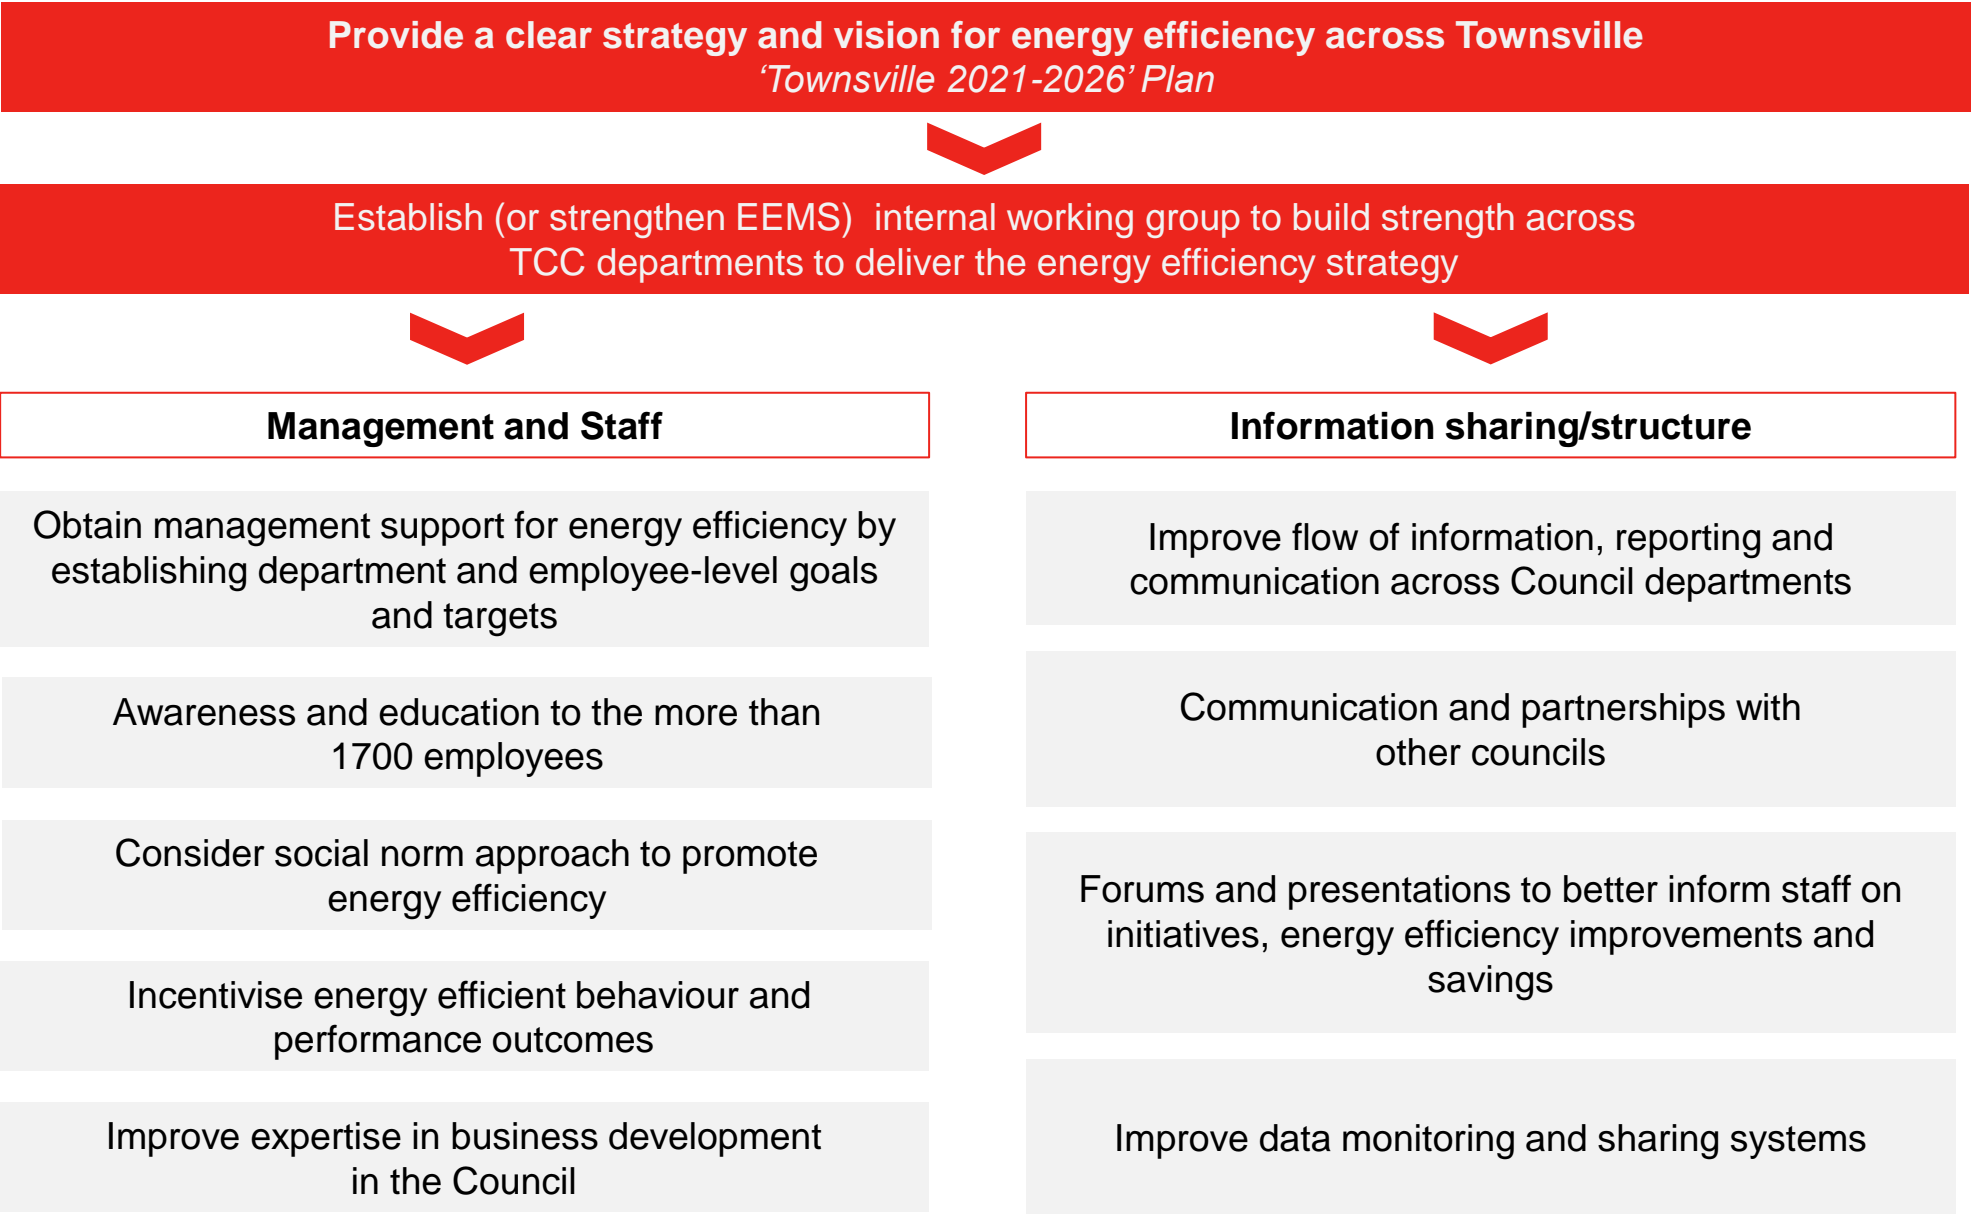 Provide a clear strategy and vision for energy efficiency across Townsville
‘Townsville 2021-2026’ Plan
Establish (or strengthen EEMS)  internal working group to build strength across
TCC departments to deliver the energy efficiency strategy
Management and Staff
Obtain management support for energy efficiency by
establishing department and employee-level goals
and targets
Awareness and education to the more than
1700 employees
Consider social norm approach to promote
energy efficiency
Incentivise energy efficient behaviour and
performance outcomes
Improve expertise in business development
in the Council
Information sharing/structure
Improve flow of information, reporting and
communication across Council departments
Communication and partnerships with
other councils
Forums and presentations to better inform staff on
initiatives, energy efficiency improvements and
savings
Improve data monitoring and sharing systems